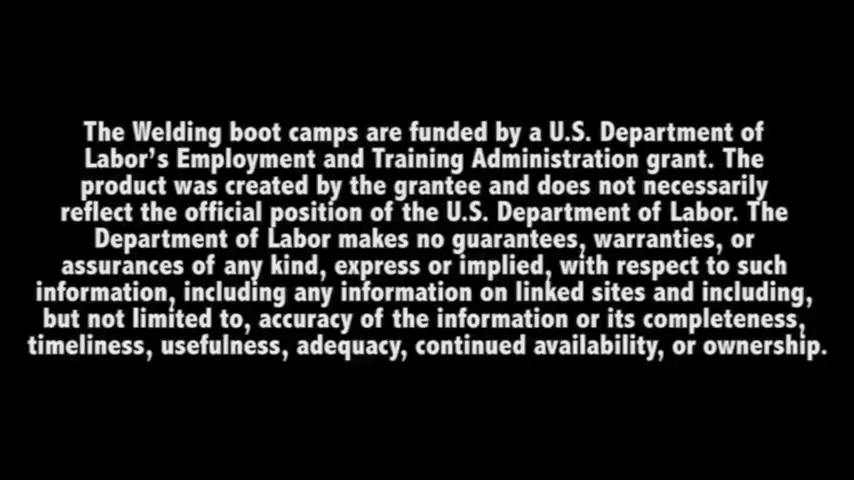 The Welding boot camps are funded by a U.S. Department of
Labor's Employment and Training Administration grant. The
product was created by the grantee and does not necessarily
reflect the official position of the U.S. Department of Labor. The
Department of Labor makes no guarantees, warranties, or
assurances of any kind, express or implied, with respect to such
information, including any information on linked sites and including,
but not limited to, accuracy of the information or its completeness,
timeliness, usefulness, adequacy, continued availability, or ownership.